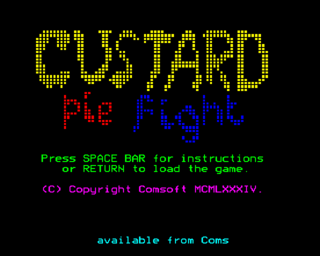 CUSTARD
pie fight
Press SPACE BAR for instructions
or RETURN to load the game.
(C) Copyright Comsoft MCMLXXXIV.
available from Coms